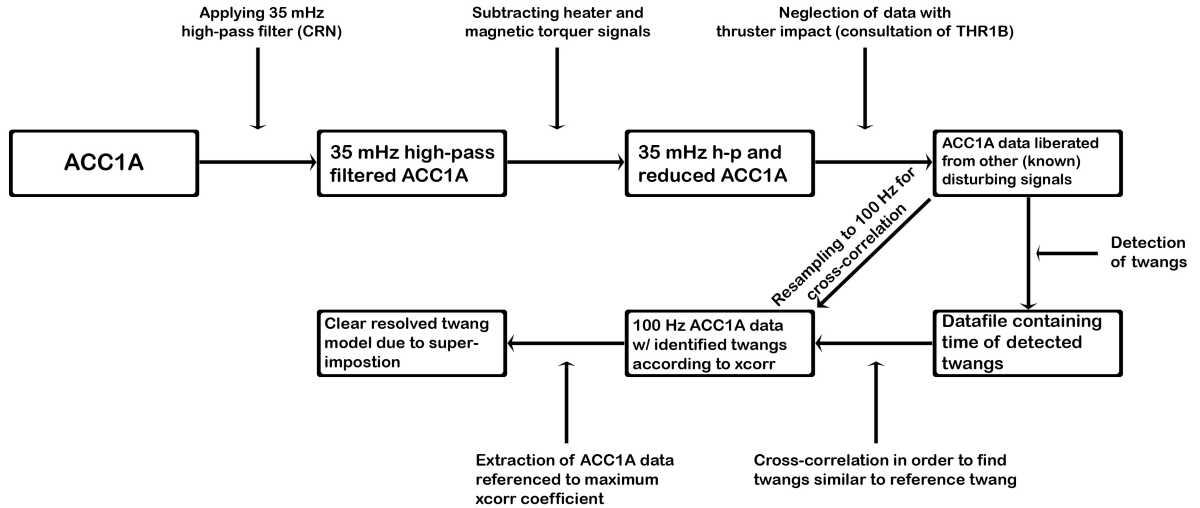 Applying 35 mHz
high-pass filter (CRN)
Subtracting heater and
magnetic torquer signals
Neglection of data with
thruster impact (consultation of THR1B)
ACC1A
35 mHz high-pass
filtered ACC1A
35 mHz h-p and
reduced ACC1A
ACC1A data liberated
from other (known)
disturbing signals
Resampling to 100 Hz for
cross-correlation
Detection
of twangs
Clear resolved twang
model due to super-
impostion
100 Hz ACC1A data
w/ identified twangs
according to xcorr
Datafile containing
time of detected
twangs
Extraction of ACC1A data
referenced to maximum
xcorr coefficient
Cross-correlation in order to find
twangs similar to reference twang